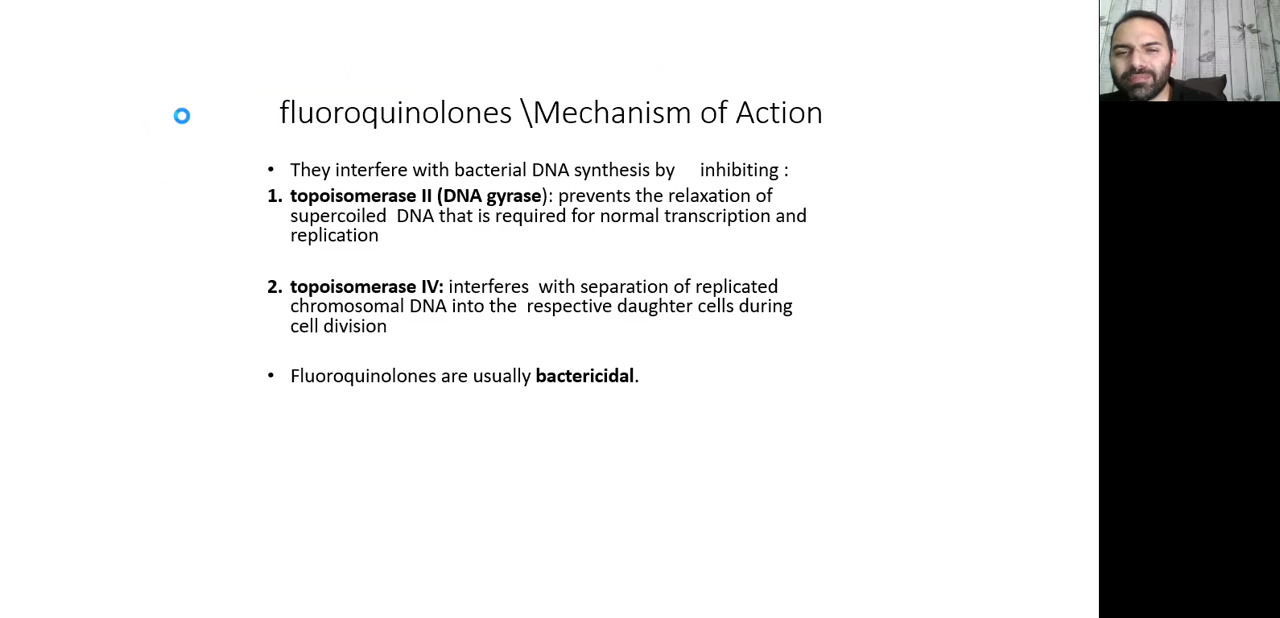 fluoroquinolones \Mechanism of Action
• They interfere with bacterial DNA synthesis by inhibiting :
1. topoisomerase II (DNA gyrase): prevents the relaxation of
supercoiled DNA that is required for normal transcription and
replication
2. topoisomerase IV: interferes with separation of replicated
chromosomal DNA into the respective daughter cells during
cell division
• Fluoroquinolones are usually bactericidal.